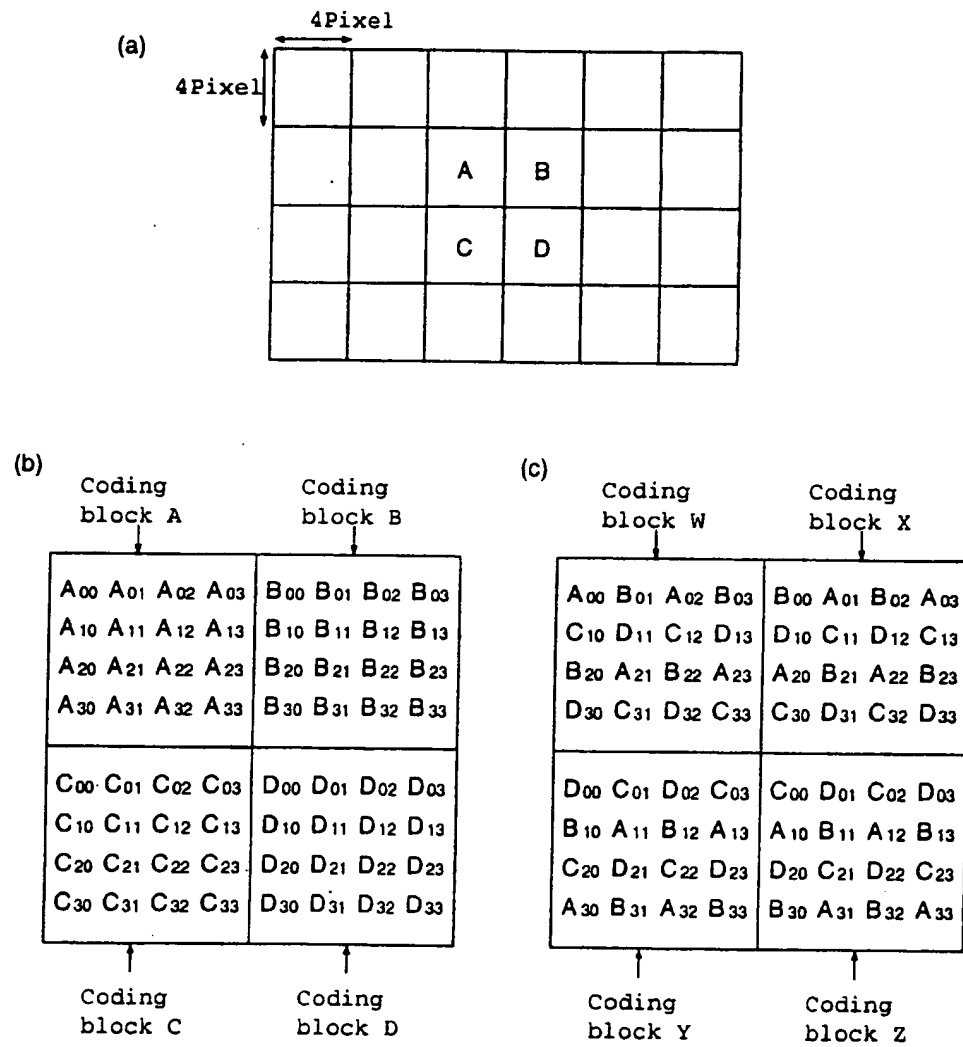 4Pixel
(a)
4Pixel
A B
C D
(b)
Coding block A
Coding block B
A00 A01 A02 A03 B00 B01 B02 B03
A10 A11 A12 A13 B10 B11 B12 B13
A20 A21 A22 A23 B20 B21 B22 B23
A30 A31 A32 A33 B30 B31 B32 B33
C00 C01 C02 C03 D00 D01 D02 D03
C10 C11 C12 C13 D10 D11 D12 D13
C20 C21 C22 C23 D20 D21 D22 D23
C30 C31 C32 C33 D30 D31 D32 D33
Coding block C
Coding block D
(c)
Coding block W
Coding block X
A00 B01 A02 B03 B00 A01 B02 A03
C10 D11 C12 D13 D10 C11 D12 C13
B20 A21 B22 A23 A20 B21 A22 B23
D30 C31 D32 C33 C30 D31 C32 D33
D00 C01 D02 C03 C00 D01 C02 D03
B10 A11 B12 A13 A10 B11 A12 B13
C20 D21 C22 D23 D20 C21 D22 C23
A30 B31 A32 B33 B30 A31 B32 A33
Coding block Y
Coding block Z